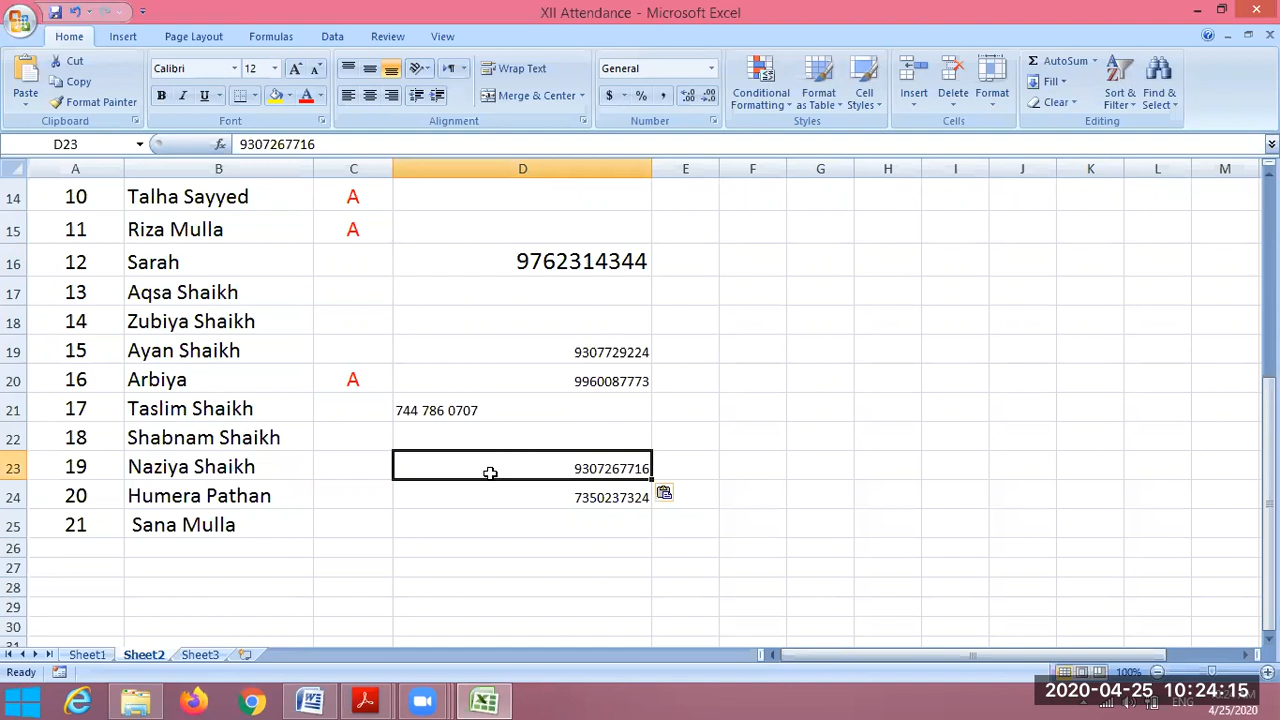 XII Attendance - Microsoft Excel
Home Insert Page Layout Formulas Data Review View
Cut
Copy
Format Painter
Paste
Clipboard
Calibri 12
B I U
Font
Wrap Text
Merge & Center
Alignment
General
$ % ,
Number
Conditional Formatting
Format as Table
Cell Styles
Styles
Insert Delete Format
Cells
AutoSum
Fill
Clear
Sort & Filter
Find & Select
Editing
D23 fx 9307267716
A B C D E F G H I J K L M
14 10 Talha Sayyed A
15 11 Riza Mulla A
16 12 Sarah 9762314344
17 13 Aqsa Shaikh
18 14 Zubiya Shaikh
19 15 Ayan Shaikh 9307729224
20 16 Arbiya A 9960087773
21 17 Taslim Shaikh 744 786 0707
22 18 Shabnam Shaikh
23 19 Naziya Shaikh 9307267716
24 20 Humera Pathan 7350237324
25 21 Sana Mulla
26
27
28
29
30
31
Sheet1 Sheet2 Sheet3
Ready 100%
2020-04-25 10:24:15
ENG
4/25/2020